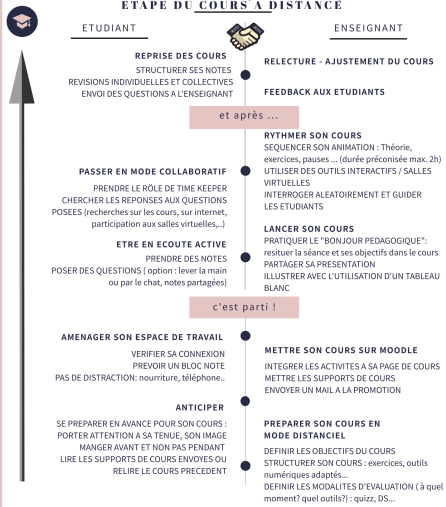 ETAPE DU COURS A DISTANCE
ETUDIANT
ENSEIGNANT
REPRISE DES COURS
STRUCTURER SES NOTES
REVISIONS INDIVIDUELLES ET COLLECTIVES
ENVOI DES QUESTIONS A L'ENSEIGNANT
RELECTURE - AJUSTEMENT DU COURS
FEEDBACK AUX ETUDIANTS
et après ...
PASSER EN MODE COLLABORATIF
PRENDRE LE RÔLE DE TIME KEEPER
CHERCHER LES REPONSES AUX QUESTIONS
POSEES (recherches sur les cours, sur internet,
participation aux salles virtuelles,..)
ETRE EN ECOUTE ACTIVE
PRENDRE DES NOTES
POSER DES QUESTIONS ( option : lever la main
ou par le chat, notes partagées)
RYTHMER SON COURS
SEQUENCER SON ANIMATION : Théorie,
exercices, pauses ... (durée préconisée max. 2h)
UTILISER DES OUTILS INTERACTIFS / SALLES
VIRTUELLES
INTERROGER ALEATOIREMENT ET GUIDER
LES ETUDIANTS
LANCER SON COURS
PRATIQUER LE "BONJOUR PEDAGOGIQUE":
resituer la séance et ses objectifs dans le cours
PARTAGER SA PRESENTATION
ILLUSTRER AVEC L'UTILISATION D'UN TABLEAU
BLANC
c'est parti !
AMENAGER SON ESPACE DE TRAVAIL
VERIFIER SA CONNEXION
PREVOIR UN BLOC NOTE
PAS DE DISTRACTION: nourriture, téléphone..
ANTICIPER
SE PREPARER EN AVANCE POUR SON COURS :
PORTER ATTENTION A SA TENUE, SON IMAGE
MANGER AVANT ET NON PAS PENDANT
LIRE LES SUPPORTS DE COURS ENVOYES OU
RELIRE LE COURS PRECEDENT
METTRE SON COURS SUR MOODLE
INTEGRER LES ACTIVITES A SA PAGE DE COURS
METTRE LES SUPPORTS DE COURS
ENVOYER UN MAIL A LA PROMOTION
PREPARER SON COURS EN
MODE DISTANCIEL
DEFINIR LES OBJECTIFS DU COURS
STRUCTURER SON COURS : exercices, outils
numériques adaptés...
DEFINIR LES MODALITES D'EVALUATION ( à quel
moment? quel outils?) : quizz, DS...